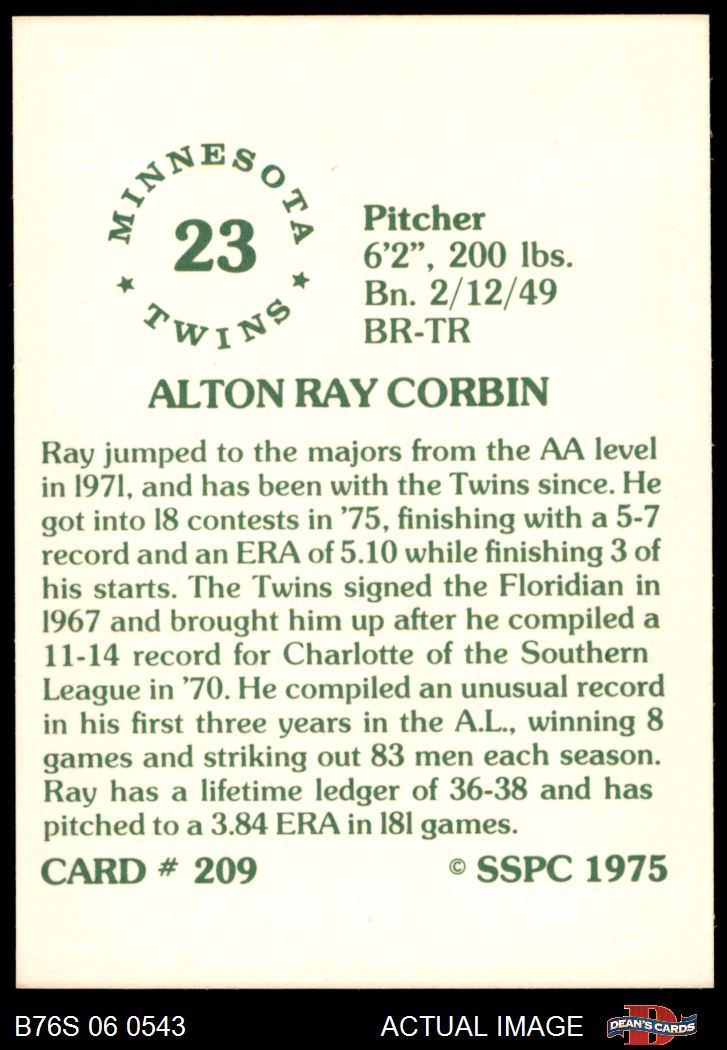 MINNESOTA
23
★ TWINS ★
Pitcher
6'2", 200 lbs.
Bn. 2/12/49
BR-TR
ALTON RAY CORBIN
Ray jumped to the majors from the AA level
in 1971, and has been with the Twins since. He
got into 18 contests in '75, finishing with a 5-7
record and an ERA of 5.10 while finishing 3 of
his starts. The Twins signed the Floridian in
1967 and brought him up after he compiled a
11-14 record for Charlotte of the Southern
League in '70. He compiled an unusual record
in his first three years in the A.L., winning 8
games and striking out 83 men each season.
Ray has a lifetime ledger of 36-38 and has
pitched to a 3.84 ERA in 181 games.
CARD # 209 © SSPC 1975
B76S 06 0543 ACTUAL IMAGE D DEAN'S CARDS